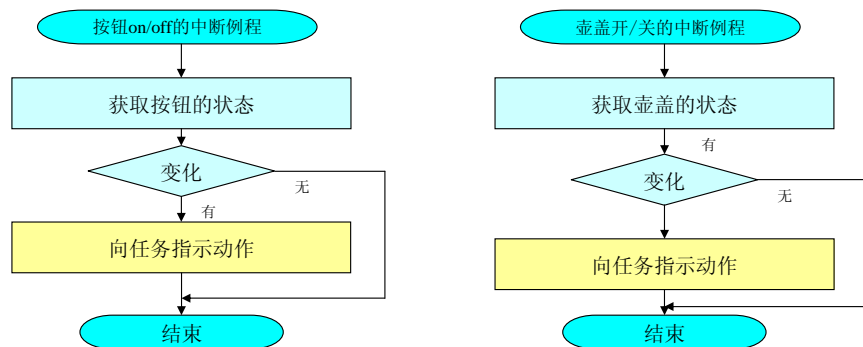 按钮on/off的中断例程
获取按钮的状态
变化
无
有
向任务指示动作
结束
壶盖开/关的中断例程
获取壶盖的状态
有
变化
无
向任务指示动作
结束